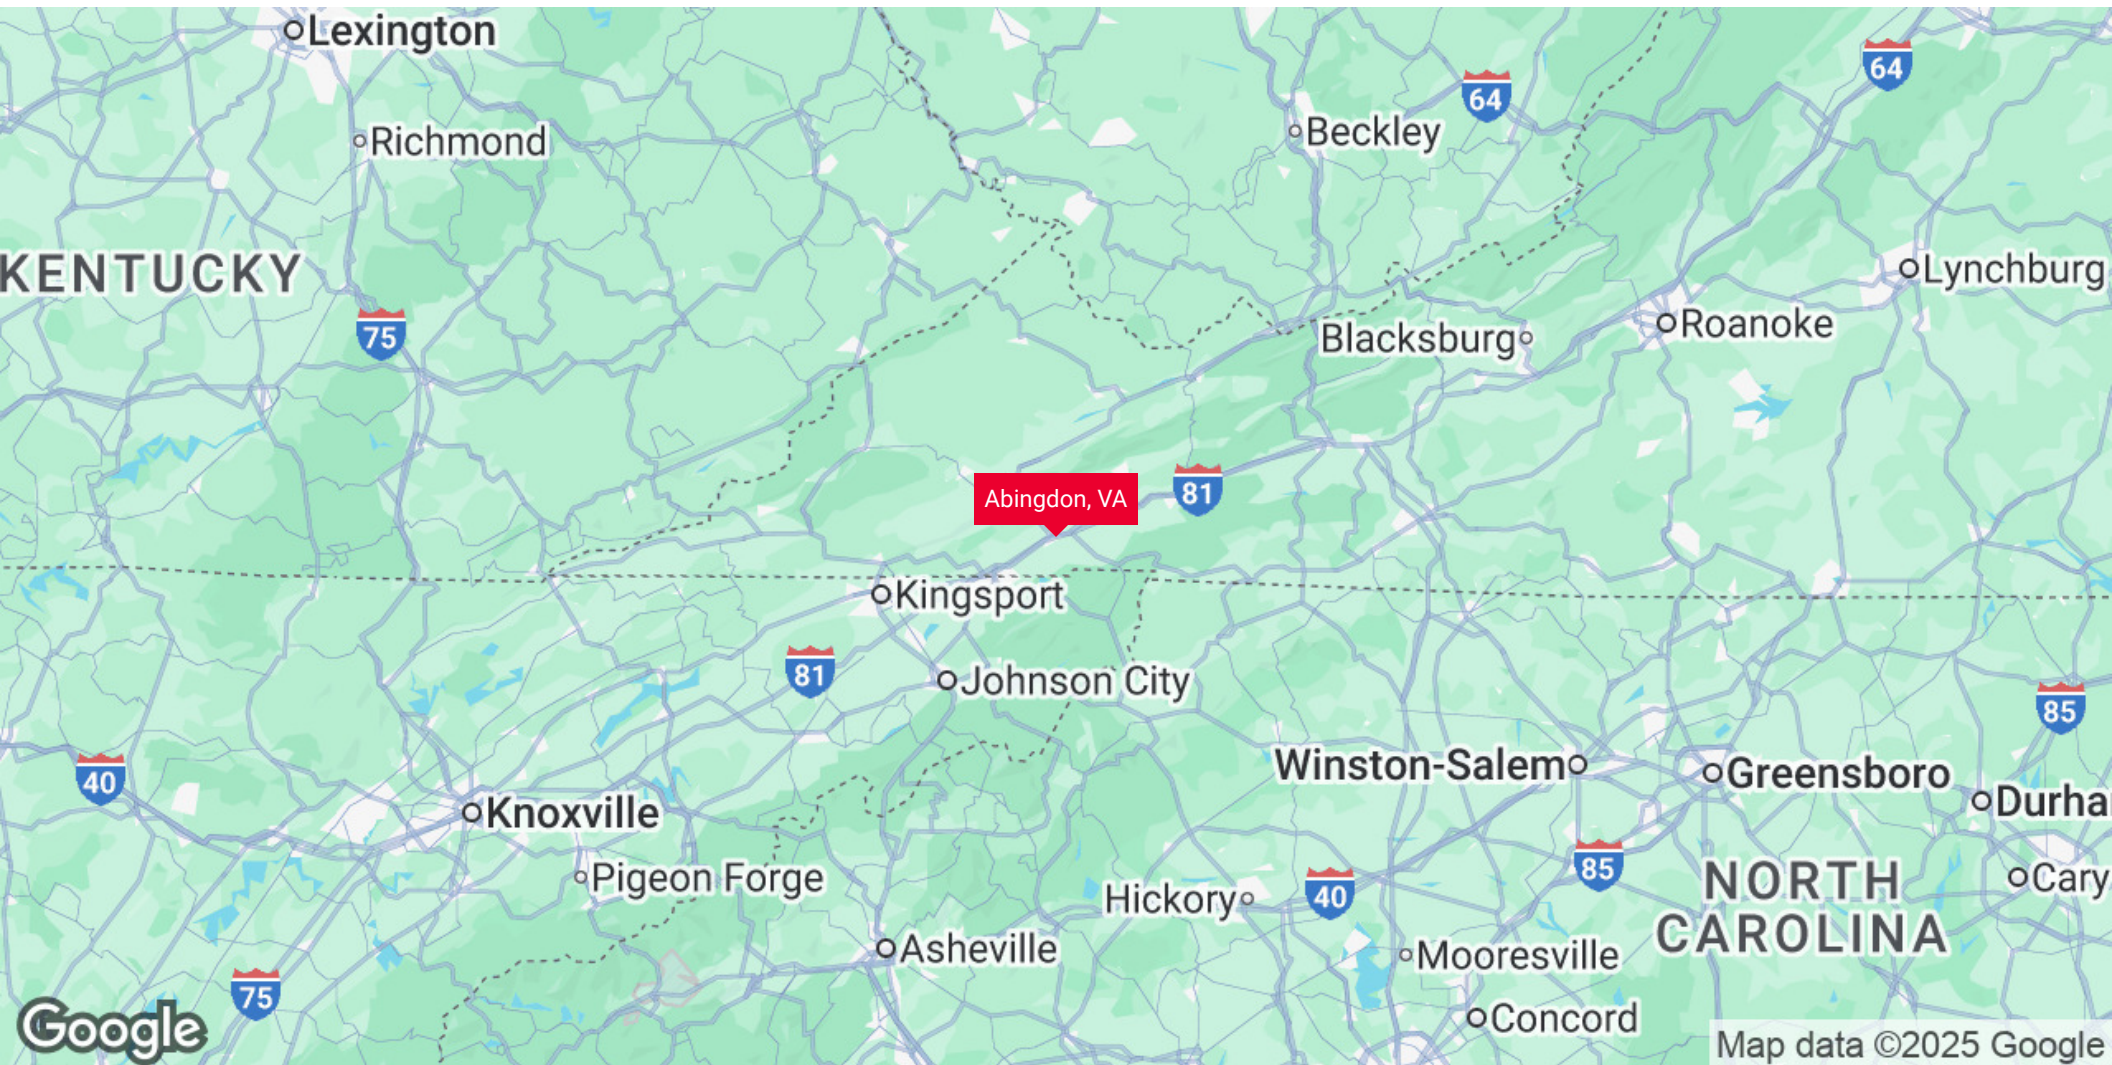 Lexington
64
64
Beckley
Richmond
KENTUCKY
Lynchburg
75
Roanoke
Blacksburg
81
Abingdon, VA
Kingsport
81
Johnson City
85
40
Winston-Salem
Greensboro
Knoxville
Durha
85
Pigeon Forge
NORTH
CAROLINA
Cary
40
Hickory
Asheville
Mooresville
75
Concord
Google
Map data ©2025 Google